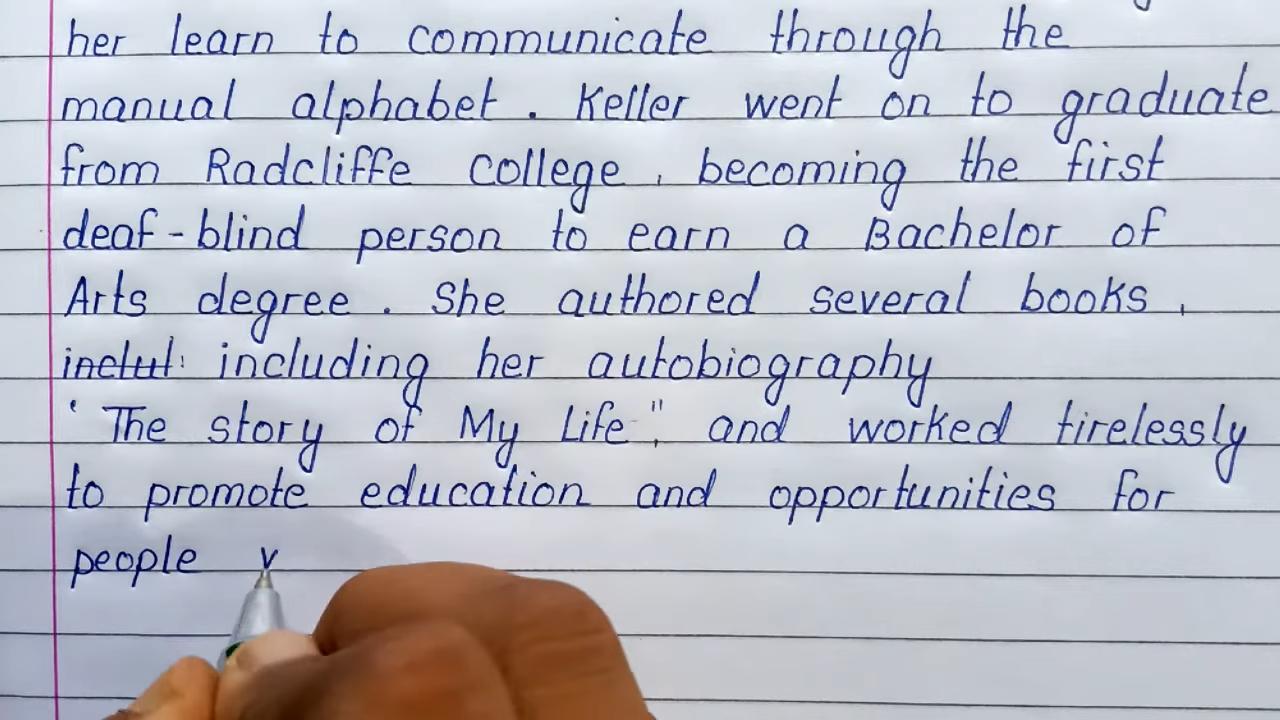 her learn to communicate through the
manual alphabet. Keller went on to graduate
from Radcliffe college, becoming the first
deaf-blind person to earn a Bachelor of
Arts degree. She authored several books,
including her autobiography
'The story of My Life", and worked tirelessly
to promote education and opportunities for
people